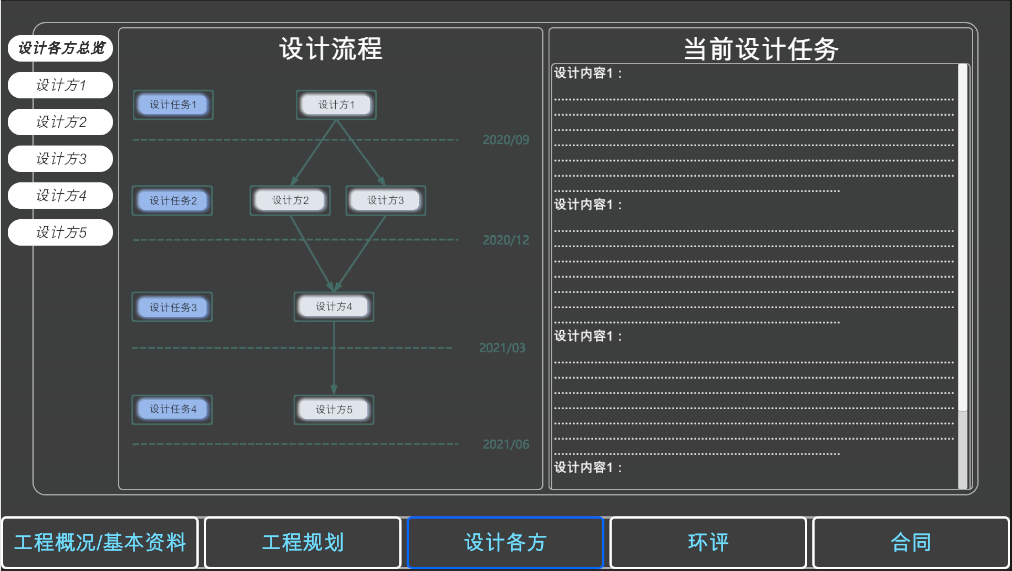 设计各方总览
设计方1
设计方2
设计方3
设计方4
设计方5
设计流程
设计任务1
设计方1
2020/09
设计任务2
设计方2
设计方3
2020/12
设计任务3
设计方4
2021/03
设计任务4
设计方5
2021/06
当前设计任务
设计内容1：
设计内容1：
设计内容1：
设计内容1：
工程概况/基本资料
工程规划
设计各方
环评
合同